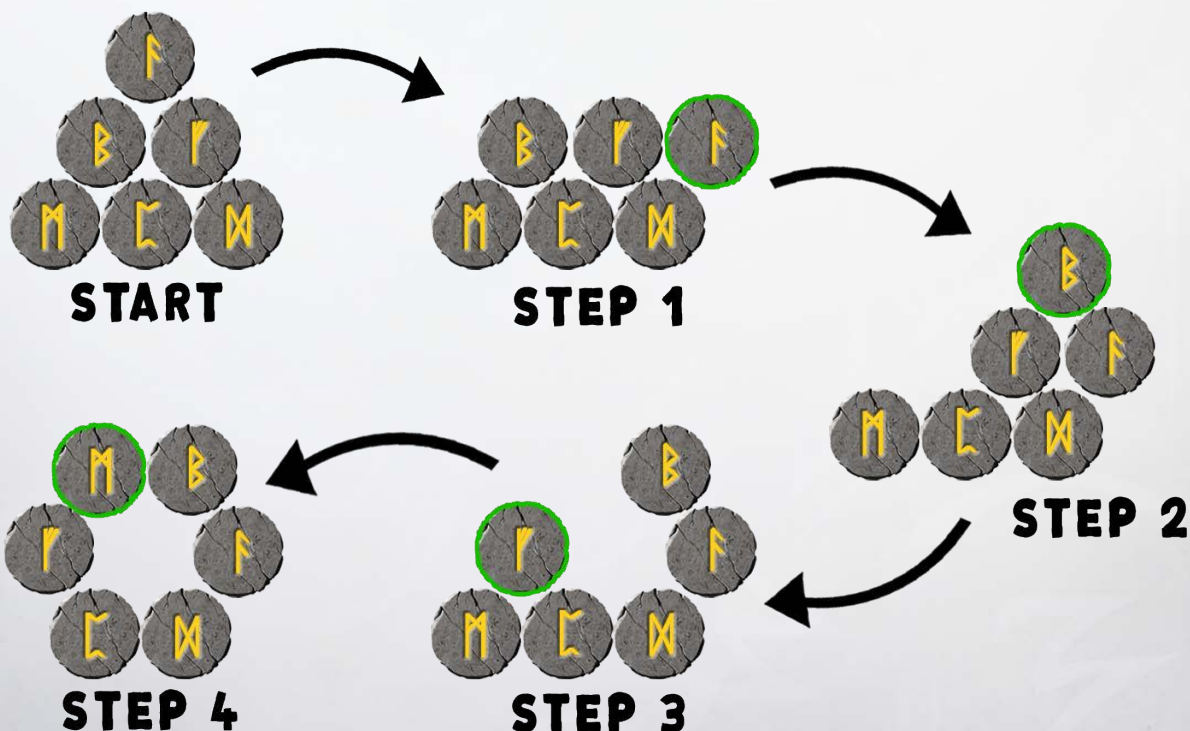 ᚨ
ᛒ ᚠ
ᛗ ᛈ ᛞ
START
ᛒ ᚠ ᚨ
ᛗ ᛈ ᛞ
STEP 1
ᛒ
ᚠ ᚨ
ᛗ ᛈ ᛞ
STEP 2
ᛒ
ᚠ ᚨ
ᛗ ᛈ ᛞ
STEP 3
ᛗ ᛒ
ᚠ ᚨ
ᛈ ᛞ
STEP 4